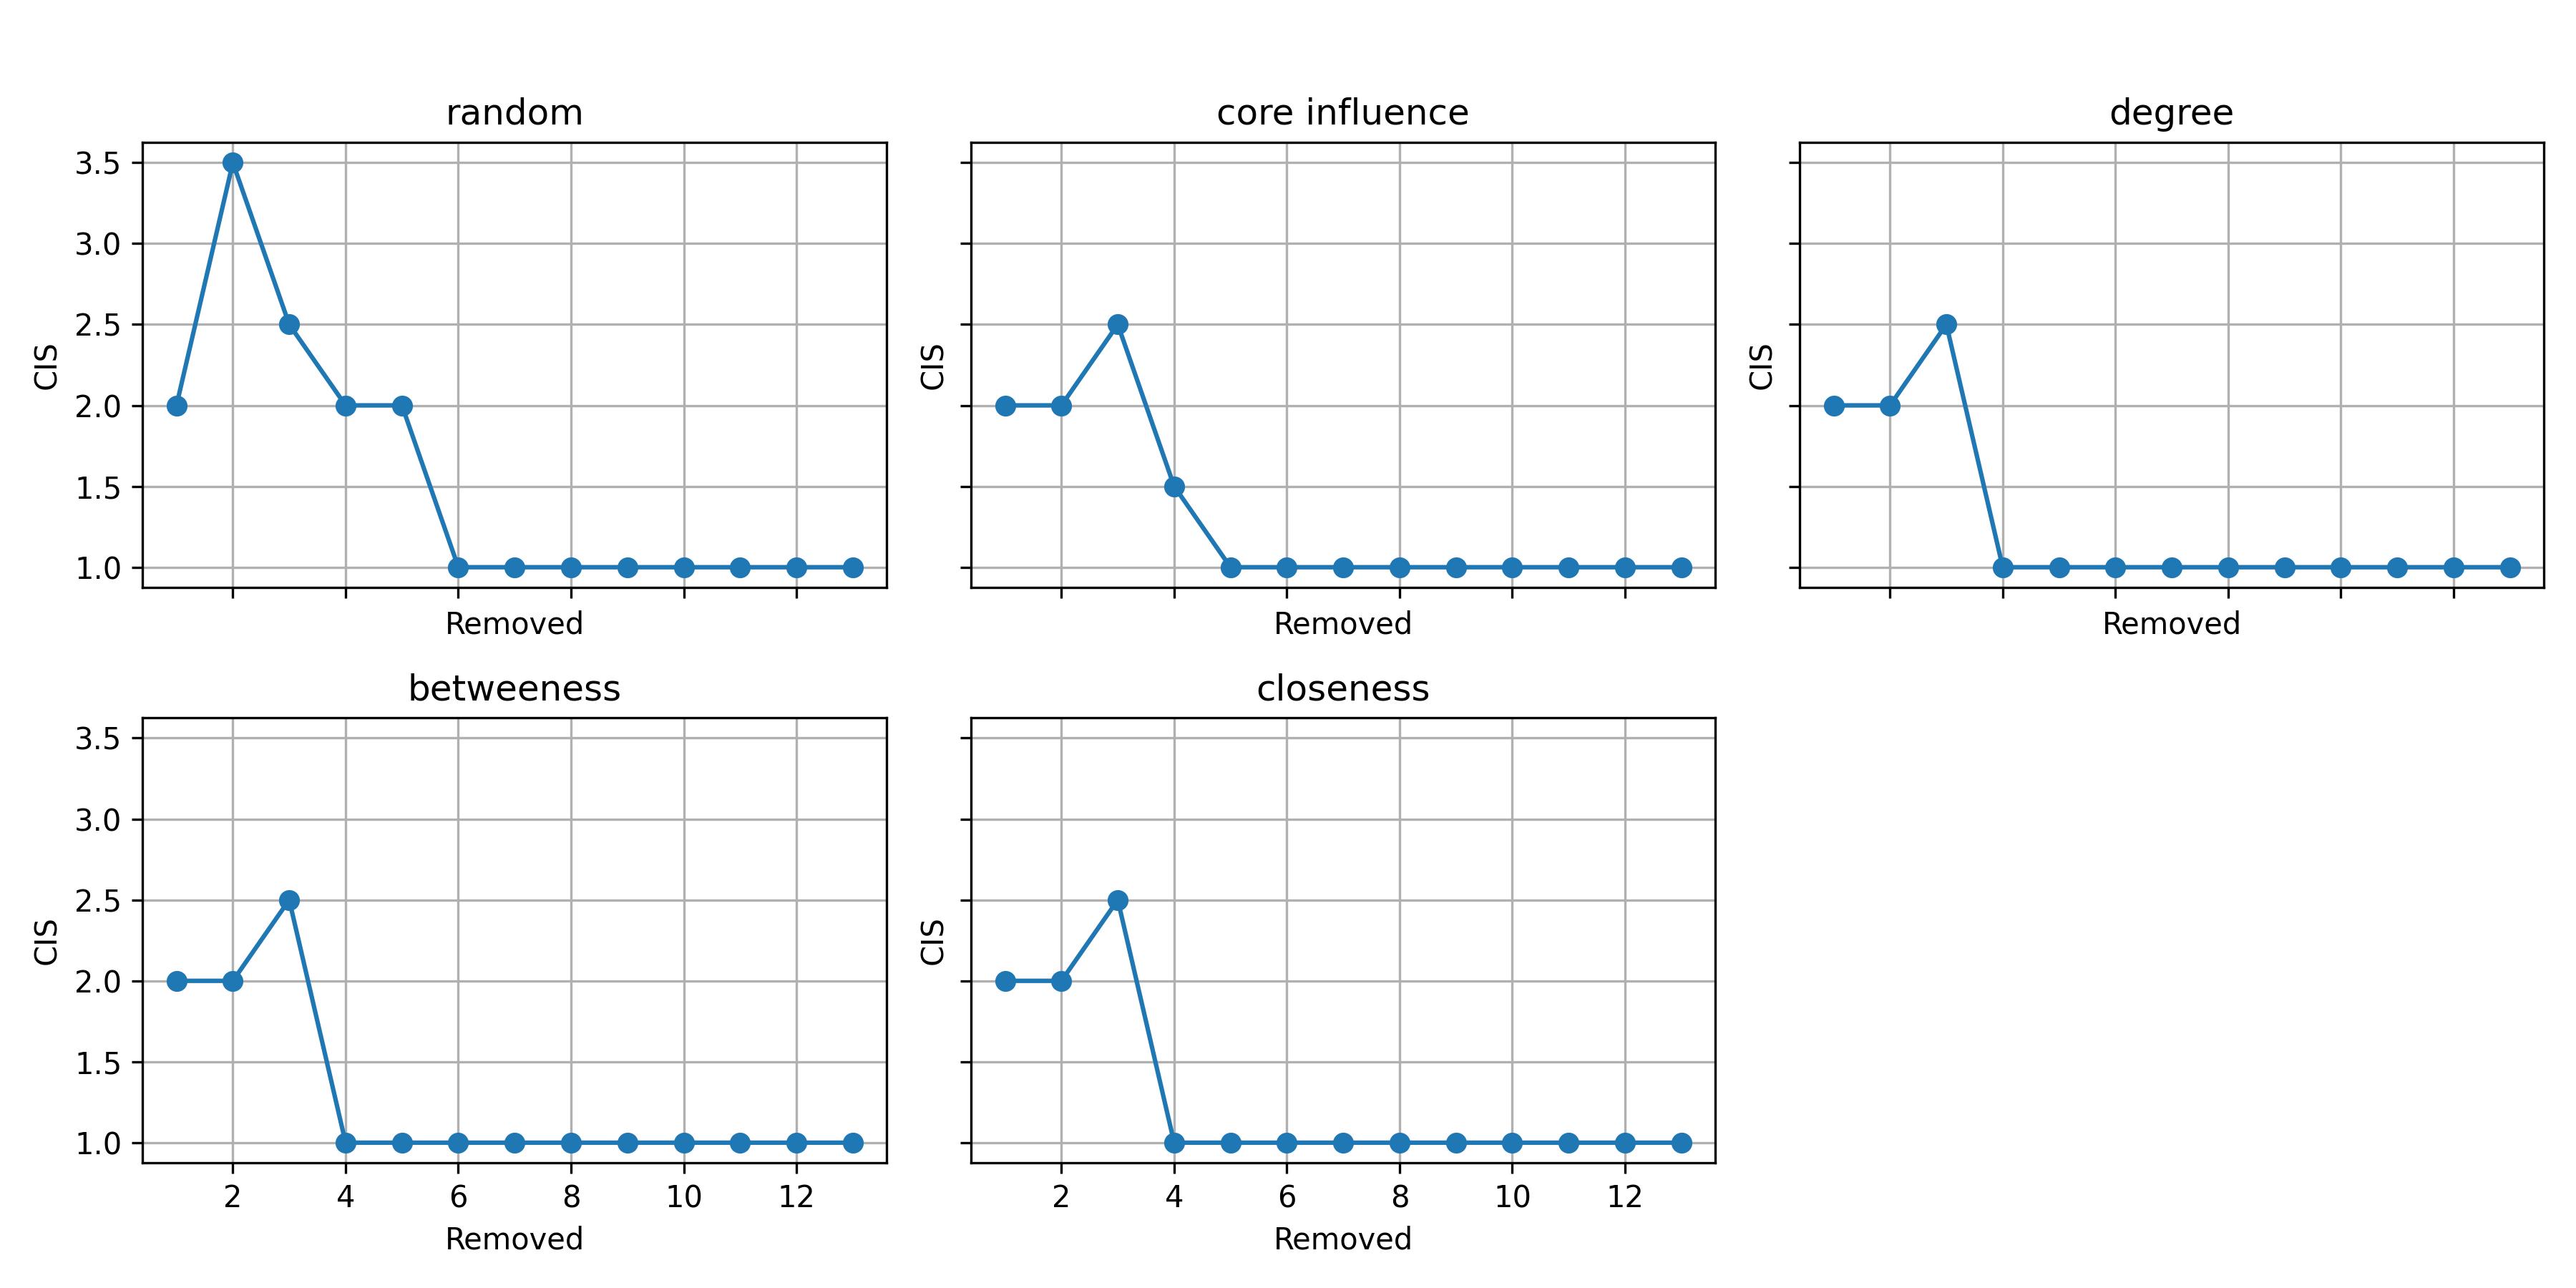 random
core influence
degree
3.5
3.0
2.5
2.0
1.5
1.0
CIS
CIS
CIS
Removed
Removed
Removed
betweeness
closeness
3.5
3.0
2.5
2.0
1.5
1.0
CIS
CIS
2 4 6 8 10 12
2 4 6 8 10 12
Removed
Removed